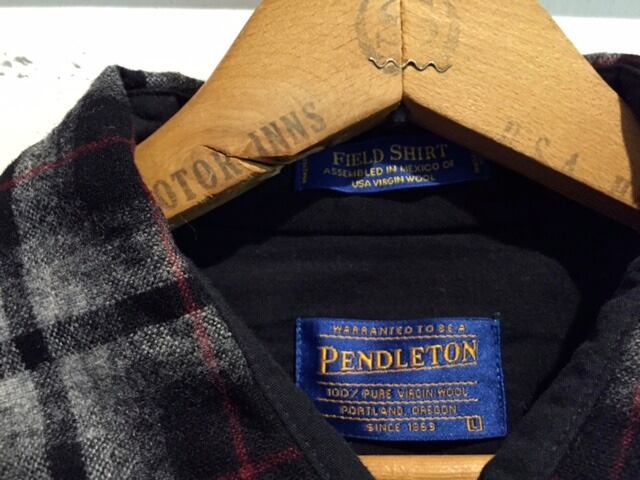 MOTOR INNS
U.S.A
FIELD SHIRT
ASSEMBLED IN MEXICO OF
USA VIRGIN WOOL
WARRANTED TO BE A
PENDLETON
100% PURE VIRGIN WOOL
PORTLAND, OREGON
SINCE 1863 L